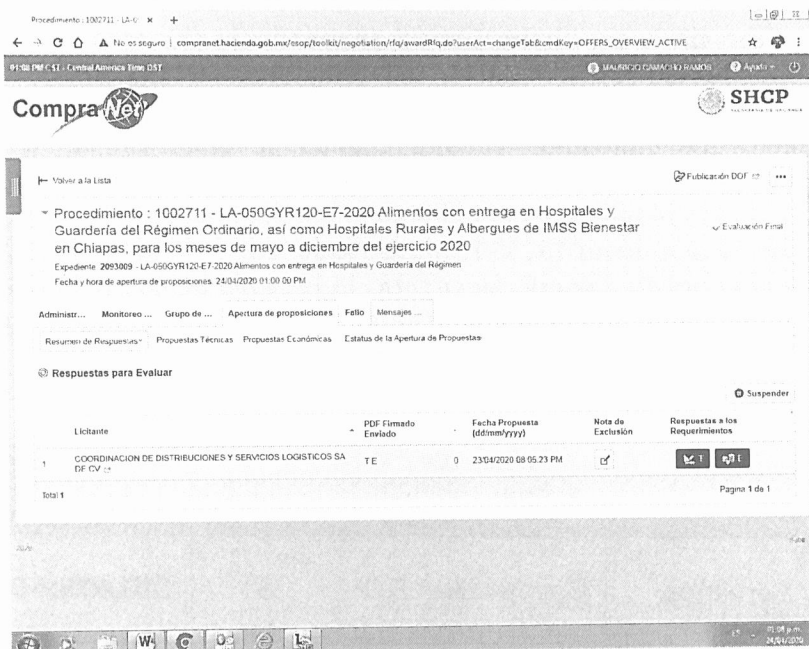 Procedimiento : 1002711 - LA-0
No es seguro | compranet.hacienda.gob.mx/esop/toolkit/negotiation/rfq/awardRfq.do?userAct=changeTab&cmdKey=OFFERS_OVERVIEW_ACTIVE
01:08 PM CST - Central America Time DST
MAURICIO CAMACHO RAMOS
Ayuda
CompraNet
SHCP
Volver a la Lista
Publicación DOF
Procedimiento : 1002711 - LA-050GYR120-E7-2020 Alimentos con entrega en Hospitales y
Guardería del Régimen Ordinario, así como Hospitales Rurales y Albergues de IMSS Bienestar
en Chiapas, para los meses de mayo a diciembre del ejercicio 2020
Evaluación Final
Expediente 2093009 - LA-050GYR120-E7-2020 Alimentos con entrega en Hospitales y Guardería del Régimen
Fecha y hora de apertura de proposiciones 24/04/2020 01:00:00 PM
Administr... Monitoreo ... Grupo de ... Apertura de proposiciones Fallo Mensajes ...
Resumen de Respuestas Propuestas Técnicas Propuestas Económicas Estatus de la Apertura de Propuestas
Respuestas para Evaluar
Suspender
Licitante
PDF Firmado
Enviado
Fecha Propuesta
(dd/mm/yyyy)
Nota de
Exclusión
Respuestas a los
Requerimientos
1 COORDINACION DE DISTRIBUCIONES Y SERVICIOS LOGISTICOS SA
DE CV
T E 0 23/04/2020 08:05:23 PM
T E
Total 1
Pagina 1 de 1
ES
01:08 p.m.
24/04/2020